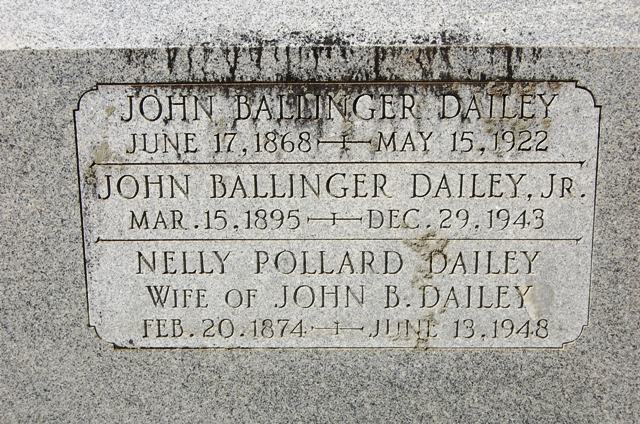 JOHN BALLINGER DAILEY
JUNE 17, 1868 — MAY 15, 1922
JOHN BALLINGER DAILEY, JR.
MAR. 15, 1895 — DEC. 29, 1943
NELLY POLLARD DAILEY
WIFE OF JOHN B. DAILEY
FEB. 20. 1874 — JUNE 13. 1948